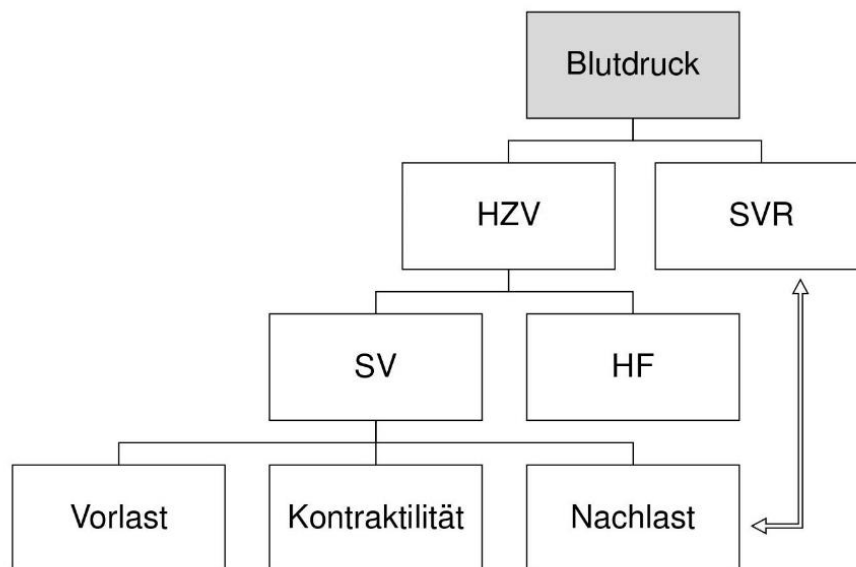 Blutdruck
HZV
SVR
SV
HF
Vorlast
Kontraktilität
Nachlast